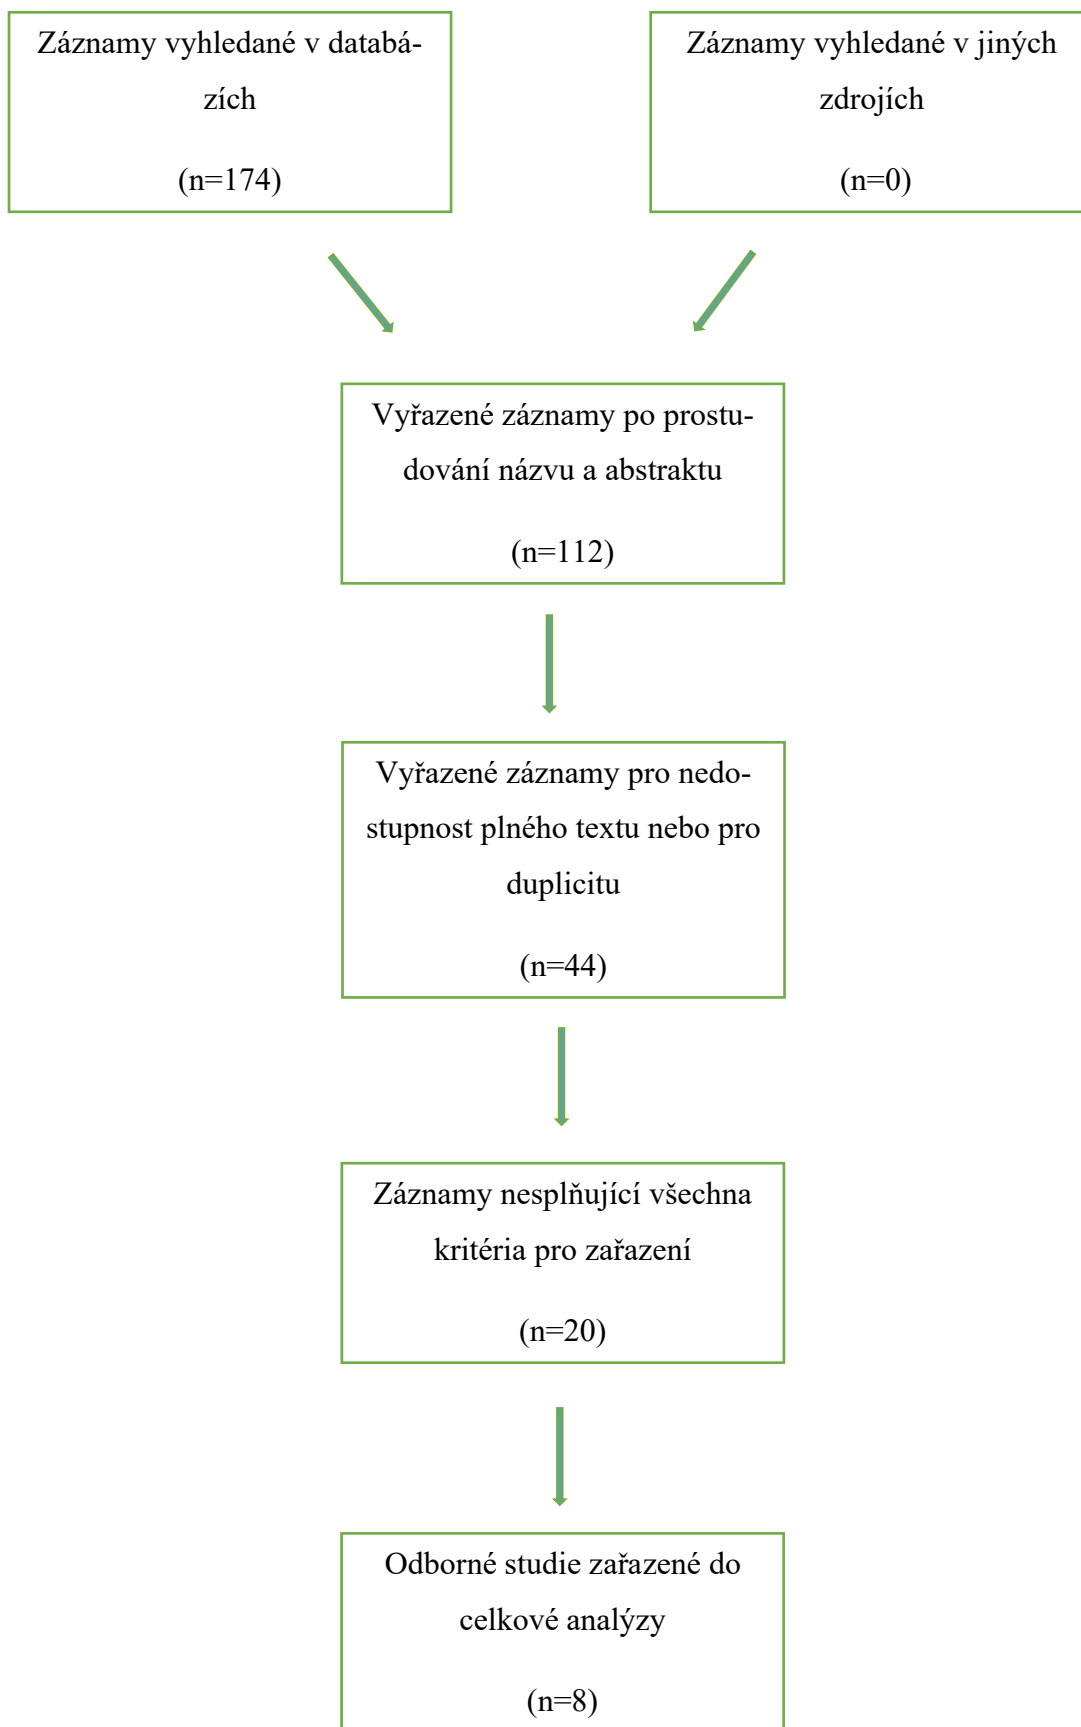 Záznamy vyhledané v databá-
zích
(n=174)
Záznamy vyhledané v jiných
zdrojích
(n=0)
Vyřazené záznamy po prostu-
dování názvu a abstraktu
(n=112)
Vyřazené záznamy pro nedo-
stupnost plného textu nebo pro
duplicitu
(n=44)
Záznamy nesplňující všechna
kritéria pro zařazení
(n=20)
Odborné studie zařazené do
celkové analýzy
(n=8)